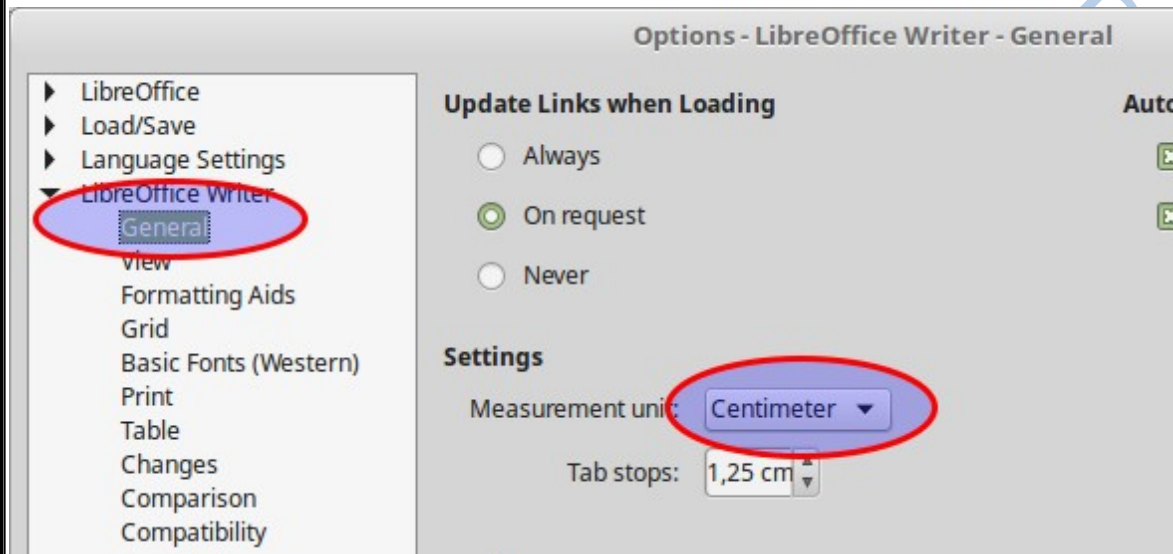 Options - LibreOffice Writer - General
LibreOffice
Load/Save
Language Settings
LibreOffice Writer
General
View
Formatting Aids
Grid
Basic Fonts (Western)
Print
Table
Changes
Comparison
Compatibility
Update Links when Loading
Always
On request
Never
Settings
Measurement unit: Centimeter
Tab stops: 1,25 cm
Auto